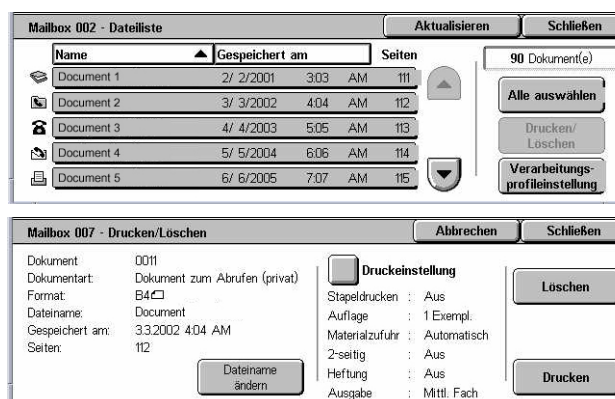 Mailbox 002 - Dateiliste Aktualisieren Schließen
Name Gespeichert am Seiten 90 Dokument(e)
Document 1 2/ 2/2001 3:03 AM 111
Document 2 3/ 3/2002 4:04 AM 112
Document 3 4/ 4/2003 5:05 AM 113
Document 4 5/ 5/2004 6:06 AM 114
Document 5 6/ 6/2005 7:07 AM 115
Alle auswählen
Drucken/
Löschen
Verarbeitungs-
profileinstellung
Mailbox 007 - Drucken/Löschen Abbrechen Schließen
Dokument 0011
Dokumentart: Dokument zum Abrufen (privat)
Format: B4
Dateiname: Document
Gespeichert am: 3.3.2002 4:04 AM
Seiten: 112
Dateiname
ändern
Druckeinstellung
Stapeldrucken : Aus
Auflage : 1 Exempl.
Materialzufuhr : Automatisch
2-seitig : Aus
Heftung : Aus
Ausgabe : Mittl. Fach
Löschen
Drucken